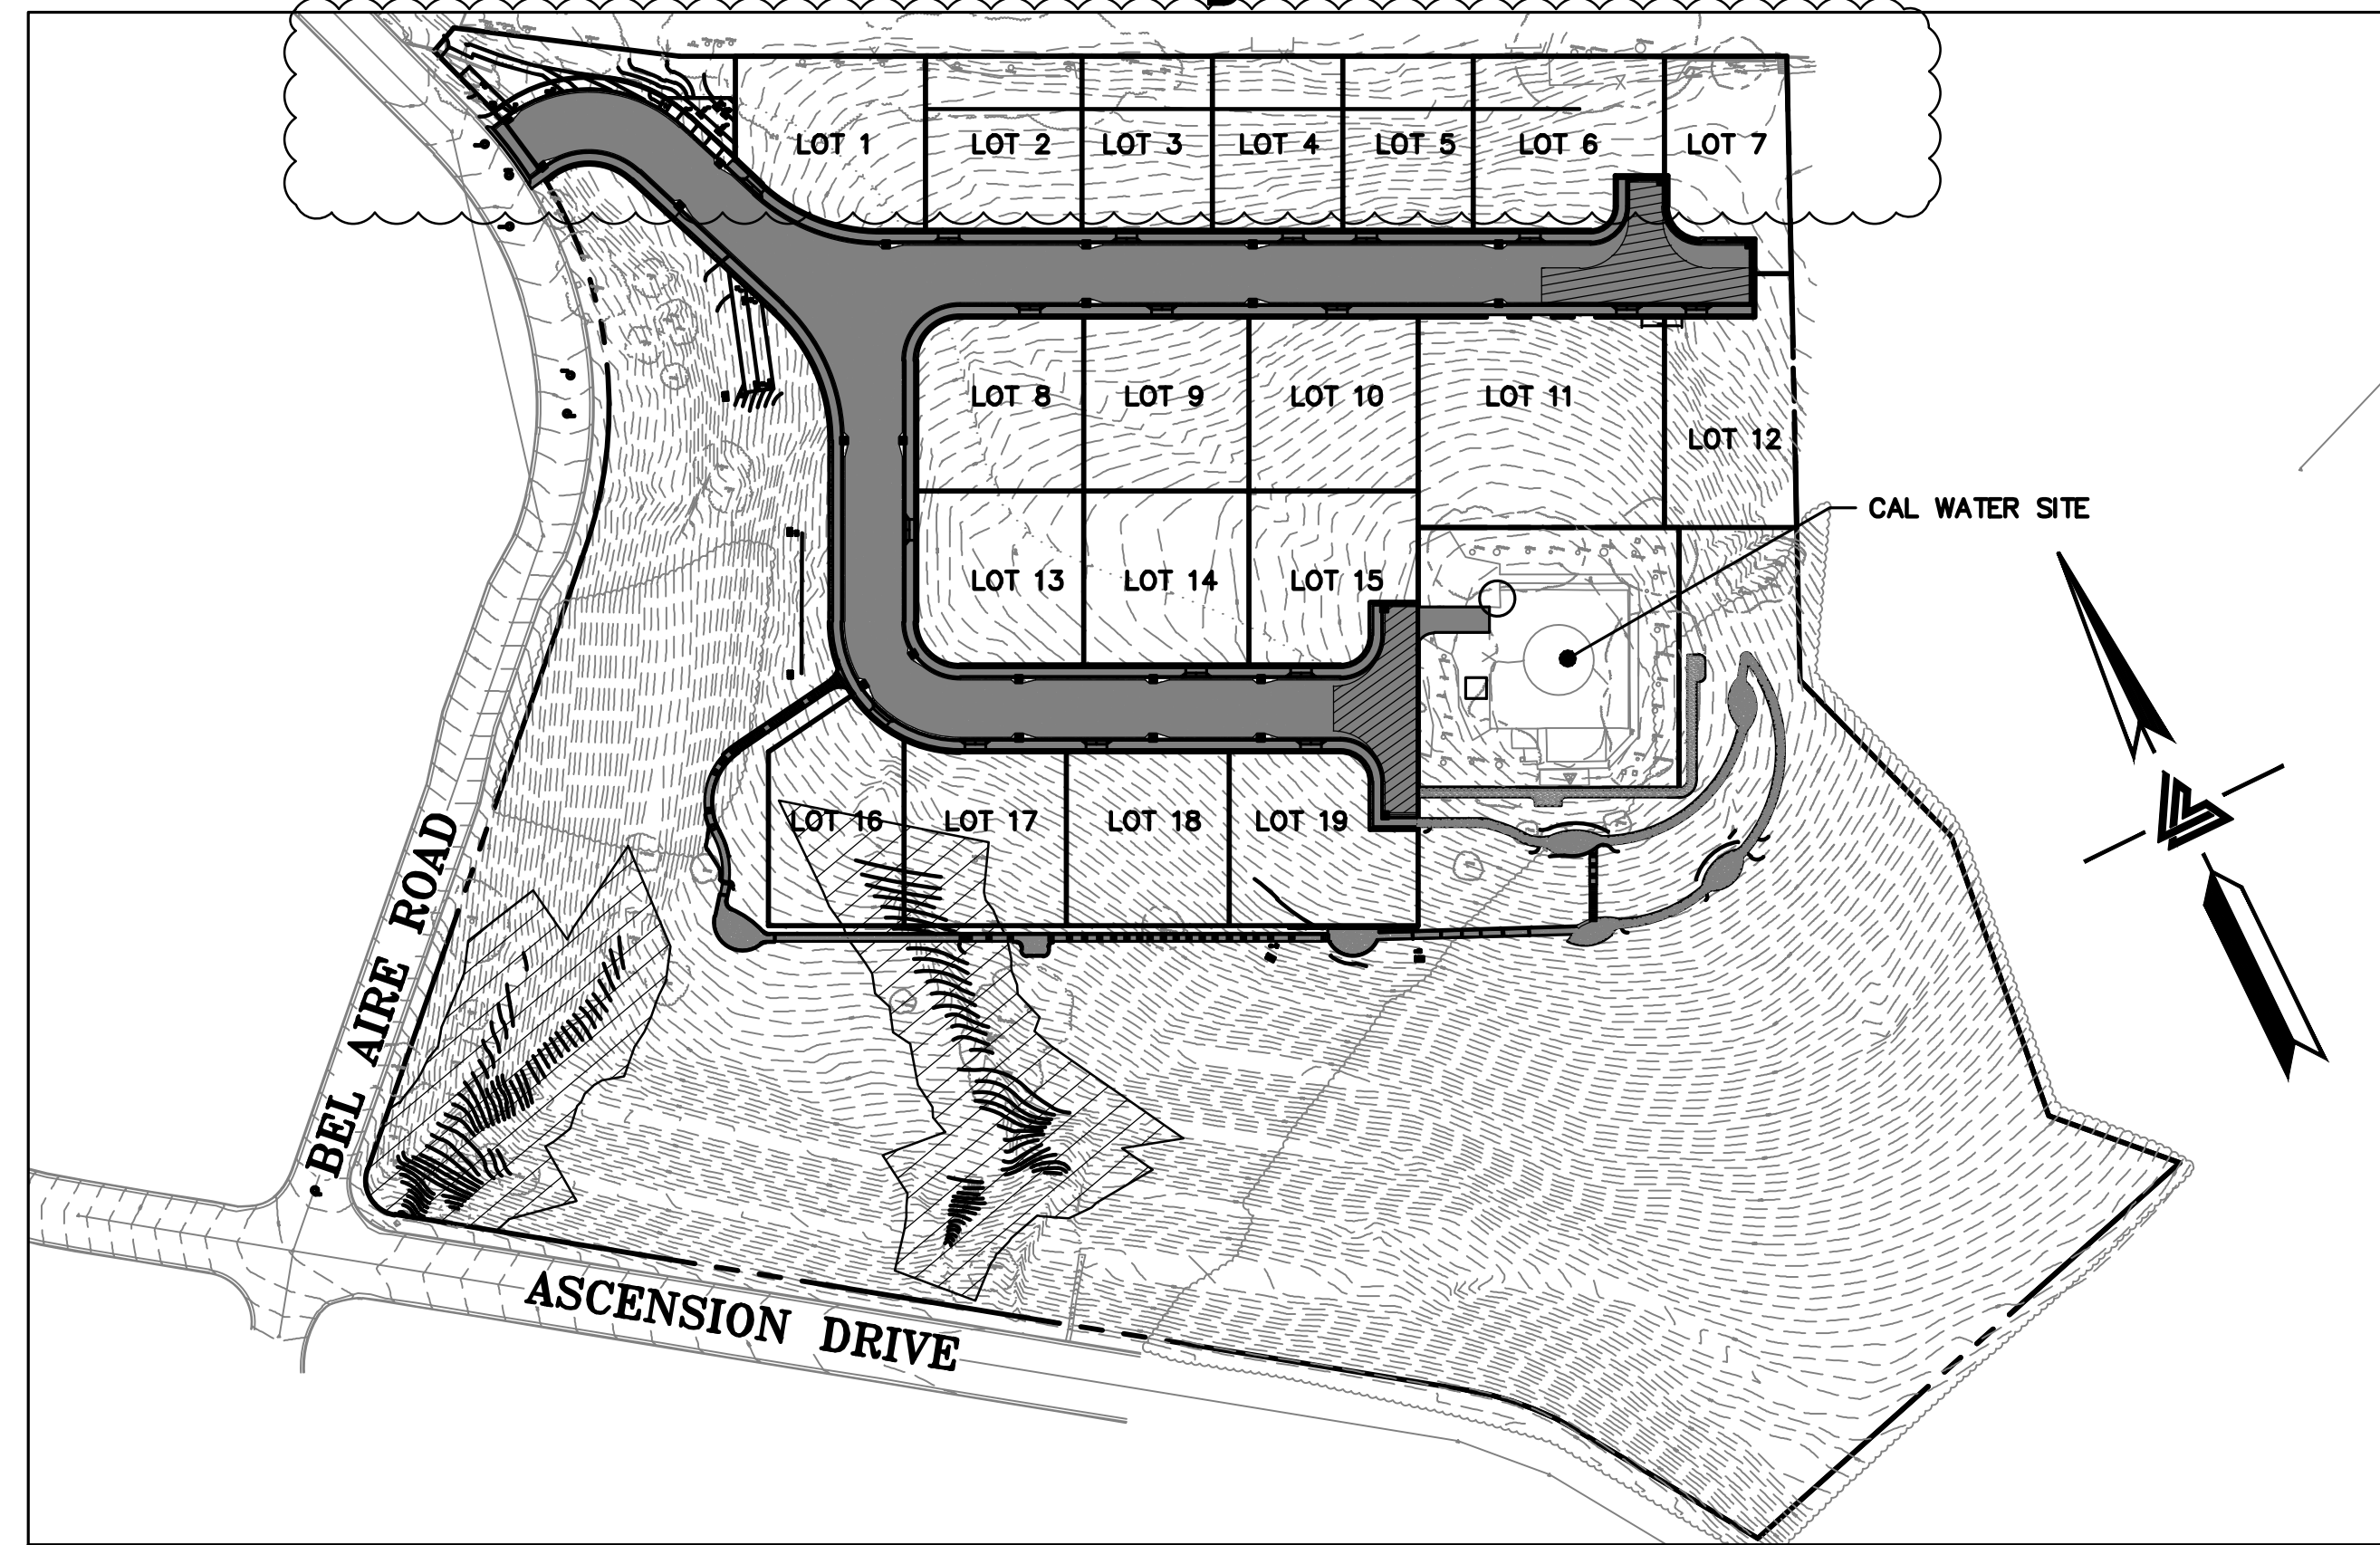 LOT 1
LOT 2
LOT 3
LOT 4
LOT 5
LOT 6
LOT 7
LOT 8
LOT 9
LOT 10
LOT 11
LOT 12
CAL WATER SITE
LOT 13
LOT 14
LOT 15
LOT 16
LOT 17
LOT 18
LOT 19
BEL AIRE ROAD
ASCENSION DRIVE